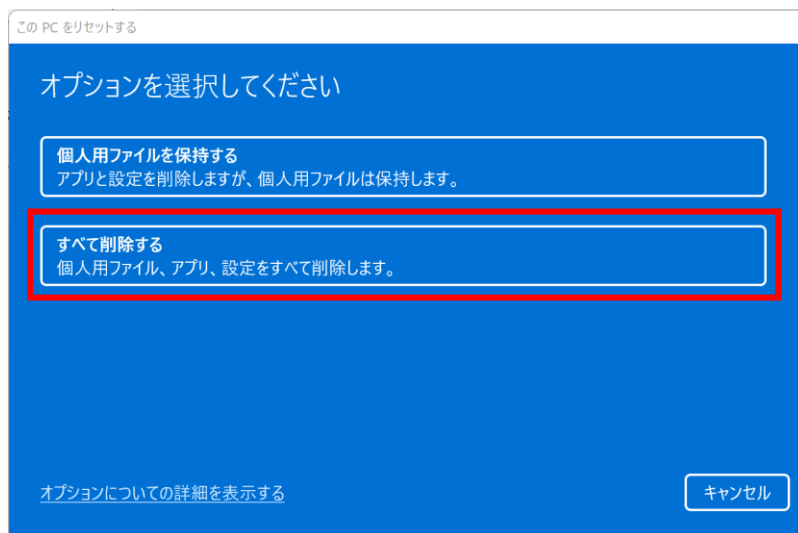 この PC をリセットする
オプションを選択してください
個人用ファイルを保持する
アプリと設定を削除しますが、個人用ファイルは保持します。
すべて削除する
個人用ファイル、アプリ、設定をすべて削除します。
オプションについての詳細を表示する
キャンセル